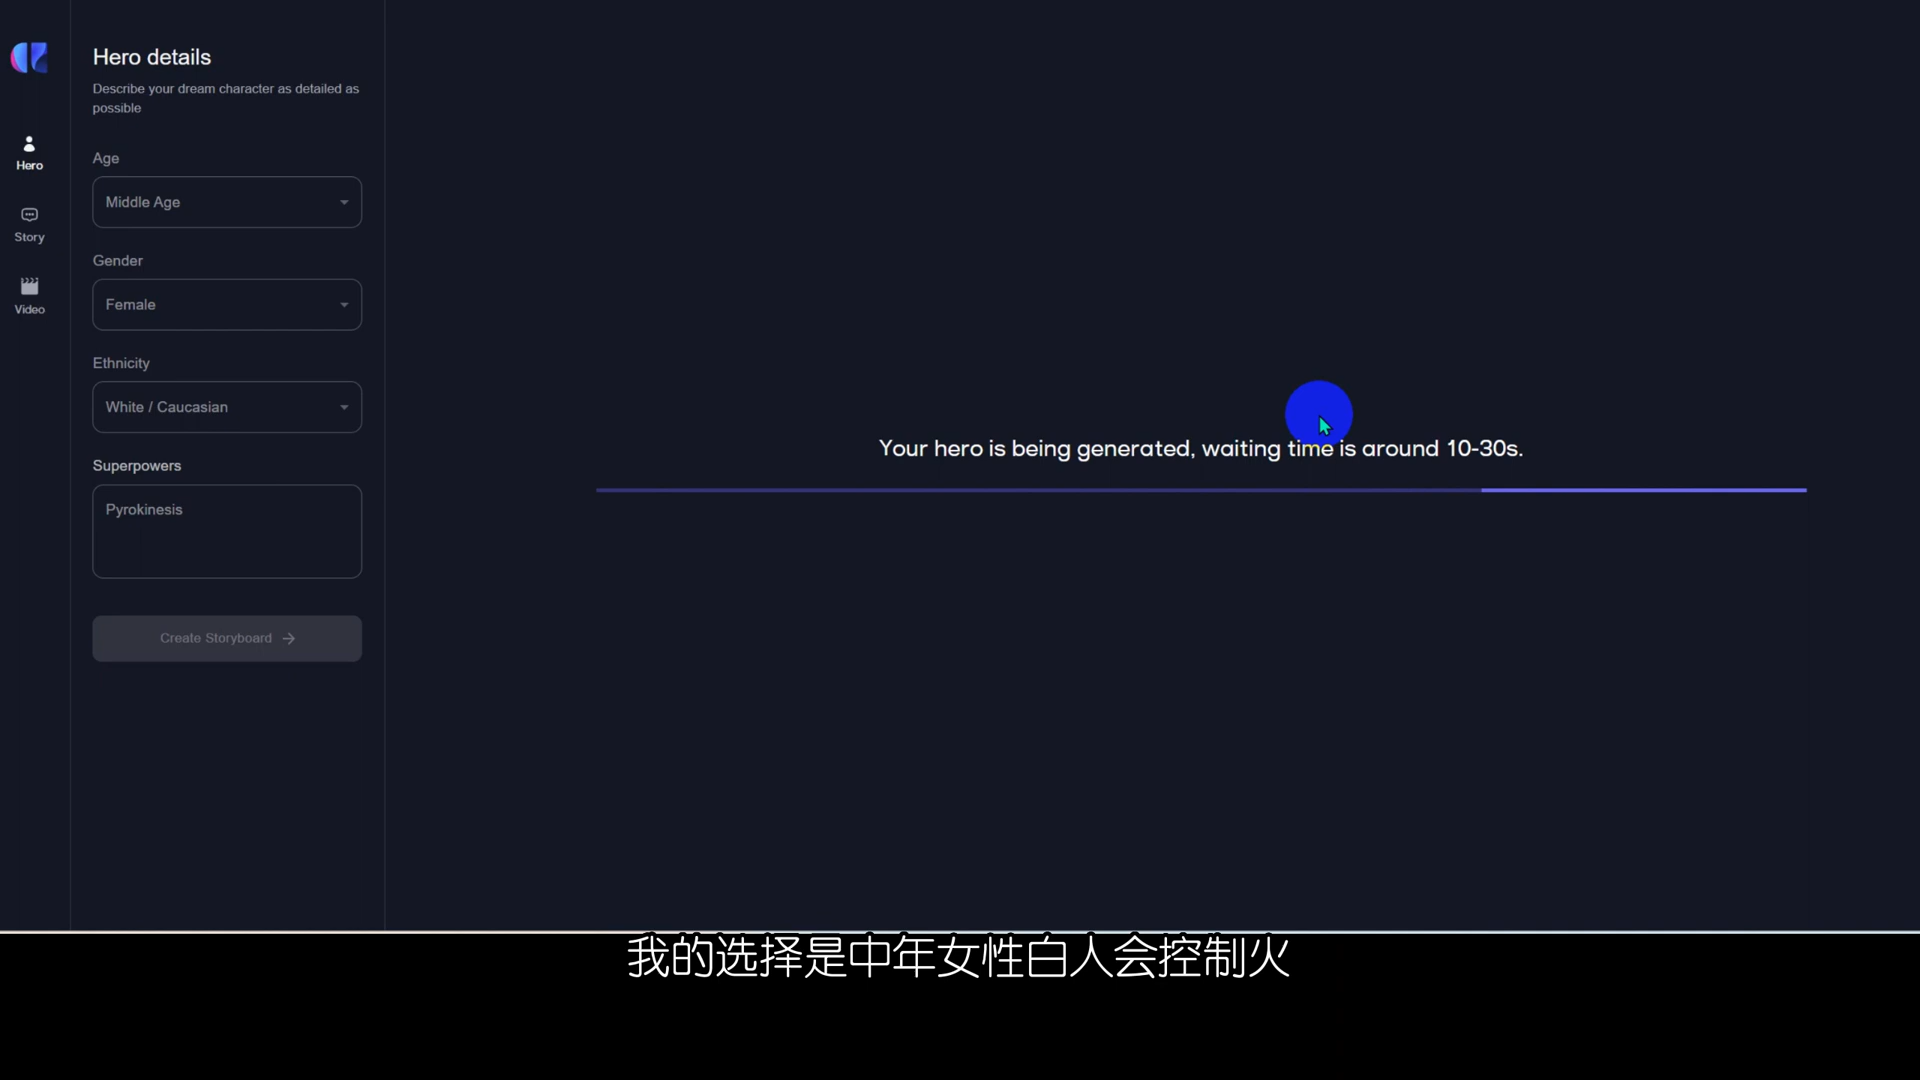 Hero
Story
Video
Hero details
Describe your dream character as detailed as
possible
Age
Middle Age
Gender
Female
Ethnicity
White / Caucasian
Superpowers
Pyrokinesis
Create Storyboard
Your hero is being generated, waiting time is around 10-30s.
我的选择是中年女性白人会控制火